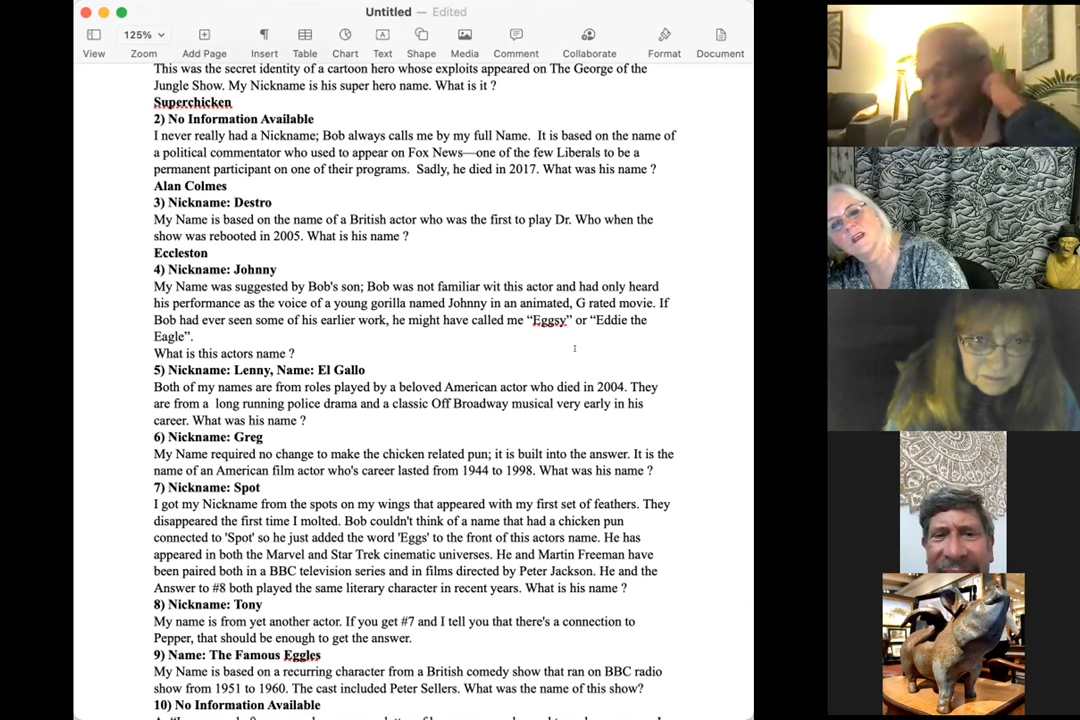 Untitled — Edited
125%
View Zoom Add Page Insert Table Chart Text Shape Media Comment Collaborate Format Document
This was the secret identity of a cartoon hero whose exploits appeared on The George of the
Jungle Show. My Nickname is his super hero name. What is it ?
Superchicken
2) No Information Available
I never really had a Nickname; Bob always calls me by my full Name. It is based on the name of
a political commentator who used to appear on Fox News—one of the few Liberals to be a
permanent participant on one of their programs. Sadly, he died in 2017. What was his name ?
Alan Colmes
3) Nickname: Destro
My Name is based on the name of a British actor who was the first to play Dr. Who when the
show was rebooted in 2005. What is his name ?
Eccleston
4) Nickname: Johnny
My Name was suggested by Bob's son; Bob was not familiar wit this actor and had only heard
his performance as the voice of a young gorilla named Johnny in an animated, G rated movie. If
Bob had ever seen some of his earlier work, he might have called me “Eggsy” or “Eddie the
Eagle”.
What is this actors name ?
5) Nickname: Lenny, Name: El Gallo
Both of my names are from roles played by a beloved American actor who died in 2004. They
are from a long running police drama and a classic Off Broadway musical very early in his
career. What was his name ?
6) Nickname: Greg
My Name required no change to make the chicken related pun; it is built into the answer. It is the
name of an American film actor who's career lasted from 1944 to 1998. What was his name ?
7) Nickname: Spot
I got my Nickname from the spots on my wings that appeared with my first set of feathers. They
disappeared the first time I molted. Bob couldn't think of a name that had a chicken pun
connected to 'Spot' so he just added the word 'Eggs' to the front of this actors name. He has
appeared in both the Marvel and Star Trek cinematic universes. He and Martin Freeman have
been paired both in a BBC television series and in films directed by Peter Jackson. He and the
Answer to #8 both played the same literary character in recent years. What is his name ?
8) Nickname: Tony
My name is from yet another actor. If you get #7 and I tell you that there's a connection to
Pepper, that should be enough to get the answer.
9) Name: The Famous Eggles
My Name is based on a recurring character from a British comedy show that ran on BBC radio
show from 1951 to 1960. The cast included Peter Sellers. What was the name of this show?
10) No Information Available